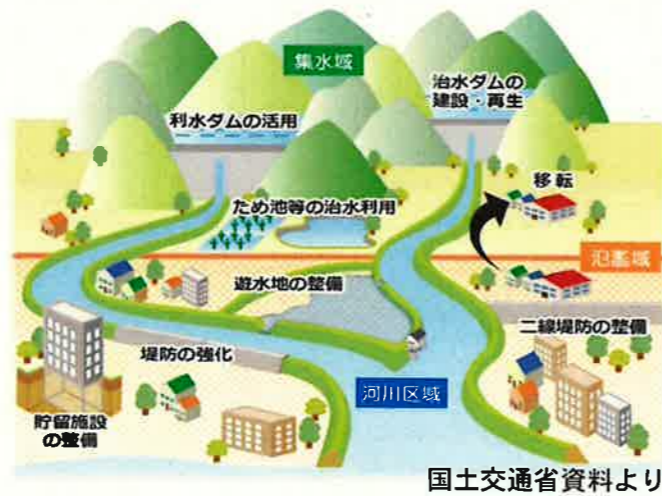 集水域
治水ダムの
建設・再生
利水ダムの活用
移転
ため池等の治水利用
氾濫域
遊水地の整備
二線堤防の整備
堤防の強化
河川区域
貯留施設
の整備
国土交通省資料より